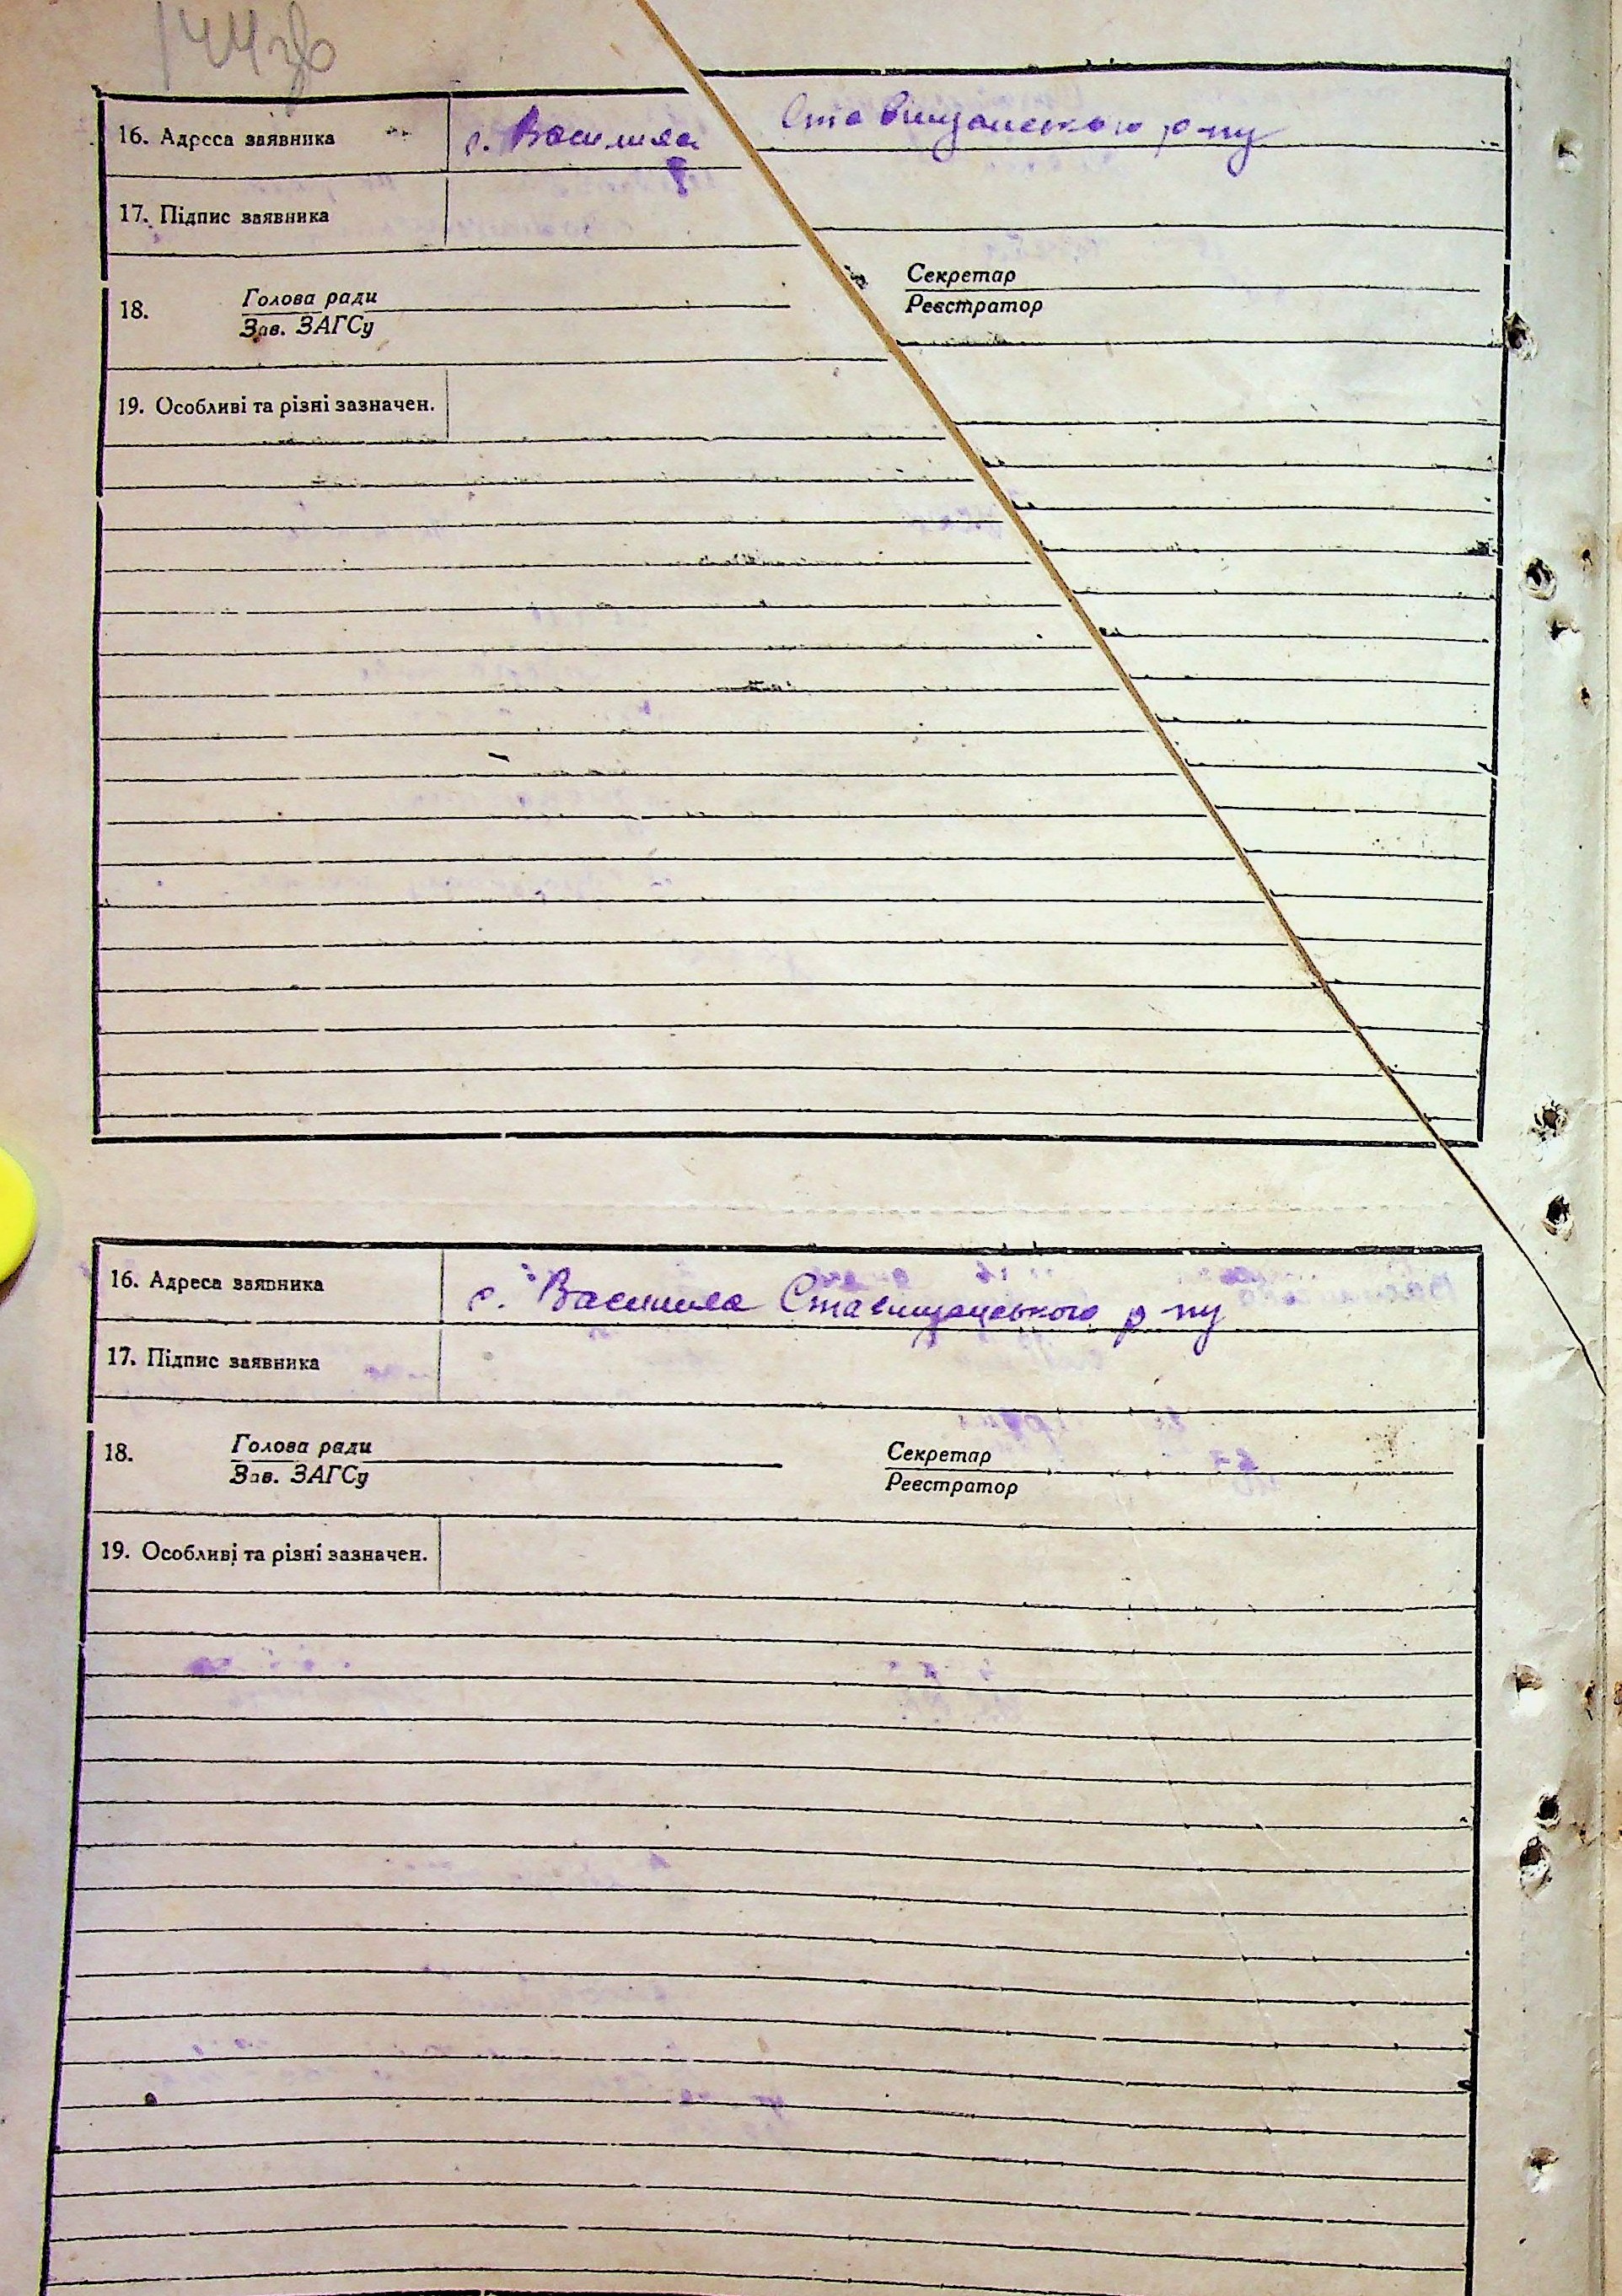 144зв
16. Адреса заявника с. Василиха Ставищанського р-ну
17. Підпис заявника
18. Голова ради Секретар
Зав. ЗАГСу Реєстратор
19. Особливі та різні зазначен.
16. Адреса заявника с. Василиха Ставищанського р-ну
17. Підпис заявника
18. Голова ради Секретар
Зав. ЗАГСу Реєстратор
19. Особливі та різні зазначен.